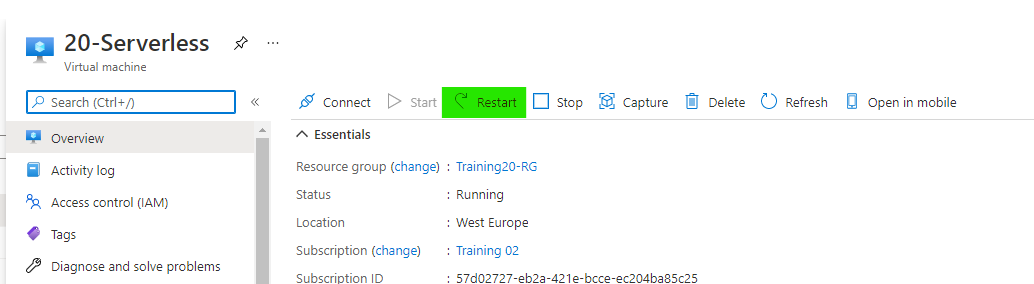 20-Serverless
...
Virtual machine
Search (Ctrl+/)
«
Connect Start Restart Stop Capture Delete Refresh Open in mobile
Overview
Activity log
Access control (IAM)
Tags
Diagnose and solve problems
Essentials
Resource group (change) : Training20-RG
Status : Running
Location : West Europe
Subscription (change) : Training 02
Subscription ID : 57d02727-eb2a-421e-bcce-ec204ba85c25